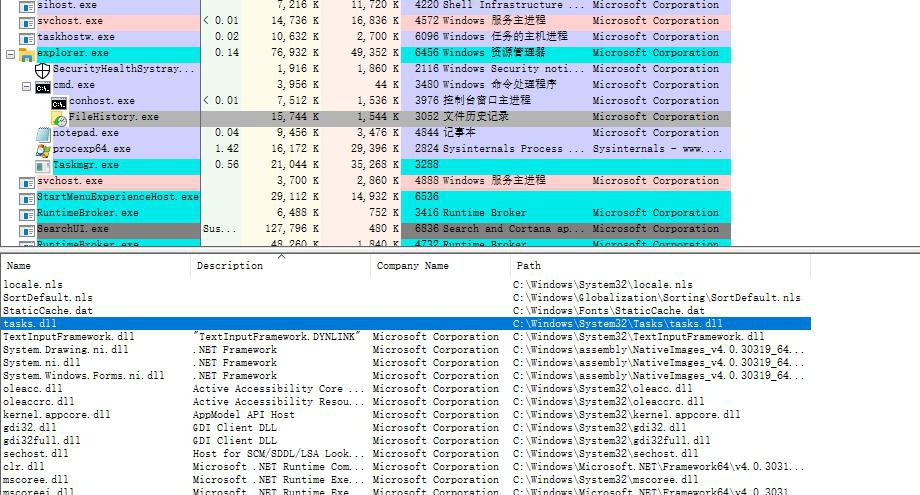 sihost.exe 7,216 K 11,720 K 4220 Shell Infrastructure ... Microsoft Corporation
svchost.exe < 0.01 14,736 K 16,836 K 4572 Windows 服务主进程 Microsoft Corporation
taskhostw.exe 0.02 10,632 K 2,700 K 6096 Windows 任务的主机进程 Microsoft Corporation
explorer.exe 0.14 76,932 K 49,352 K 6456 Windows 资源管理器 Microsoft Corporation
SecurityHealthSystray... 1,916 K 1,860 K 2116 Windows Security noti... Microsoft Corporation
cmd.exe 3,956 K 44 K 3480 Windows 命令处理程序 Microsoft Corporation
conhost.exe < 0.01 7,512 K 1,536 K 3976 控制台窗口主进程 Microsoft Corporation
FileHistory.exe 15,744 K 1,544 K 3052 文件历史记录 Microsoft Corporation
notepad.exe 0.04 9,456 K 3,476 K 4844 记事本 Microsoft Corporation
procexp64.exe 1.42 16,172 K 29,396 K 2824 Sysinternals Process ... Sysinternals - www....
Taskmgr.exe 0.56 21,044 K 35,268 K 3288
svchost.exe 3,700 K 2,860 K 4888 Windows 服务主进程 Microsoft Corporation
StartMenuExperienceHost.exe 29,112 K 14,932 K 6536
RuntimeBroker.exe 6,488 K 752 K 3416 Runtime Broker Microsoft Corporation
SearchUI.exe Sus... 127,796 K 480 K 6836 Search and Cortana ap... Microsoft Corporation
RuntimeBroker.exe 48,260 K 1,840 K 4732 Runtime Broker Microsoft Corporation
Name Description Company Name Path
locale.nls C:\Windows\System32\locale.nls
SortDefault.nls C:\Windows\Globalization\Sorting\SortDefault.nls
StaticCache.dat C:\Windows\Fonts\StaticCache.dat
tasks.dll C:\Windows\System32\Tasks\tasks.dll
TextInputFramework.dll "TextInputFramework.DYNLINK" Microsoft Corporation C:\Windows\System32\TextInputFramework.dll
System.Drawing.ni.dll .NET Framework Microsoft Corporation C:\Windows\assembly\NativeImages_v4.0.30319_64...
System.ni.dll .NET Framework Microsoft Corporation C:\Windows\assembly\NativeImages_v4.0.30319_64...
System.Windows.Forms.ni.dll .NET Framework Microsoft Corporation C:\Windows\assembly\NativeImages_v4.0.30319_64...
oleacc.dll Active Accessibility Core ... Microsoft Corporation C:\Windows\System32\oleacc.dll
oleaccrc.dll Active Accessibility Resou... Microsoft Corporation C:\Windows\System32\oleaccrc.dll
kernel.appcore.dll AppModel API Host Microsoft Corporation C:\Windows\System32\kernel.appcore.dll
gdi32.dll GDI Client DLL Microsoft Corporation C:\Windows\System32\gdi32.dll
gdi32full.dll GDI Client DLL Microsoft Corporation C:\Windows\System32\gdi32full.dll
sechost.dll Host for SCM/SDDL/LSA Look... Microsoft Corporation C:\Windows\System32\sechost.dll
clr.dll Microsoft .NET Runtime Com... Microsoft Corporation C:\Windows\Microsoft.NET\Framework64\v4.0.3031...
mscoree.dll Microsoft .NET Runtime Exe... Microsoft Corporation C:\Windows\System32\mscoree.dll
mscoreei.dll Microsoft .NET Runtime Exe... Microsoft Corporation C:\Windows\Microsoft.NET\Framework64\v4.0.3031...